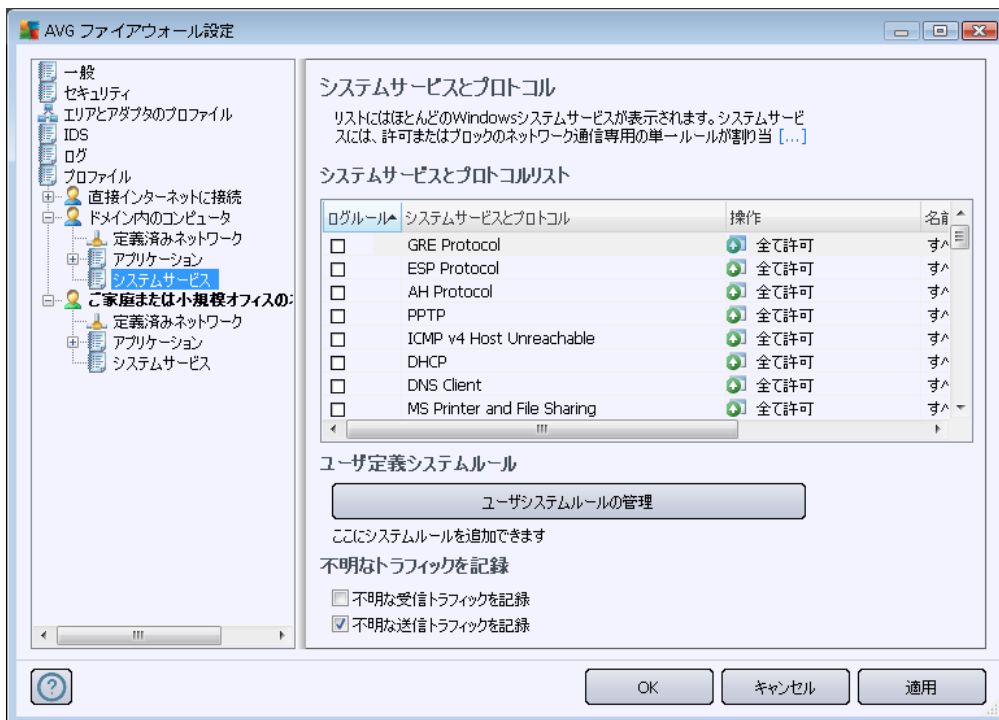 AVG ファイアウォール設定
一般
セキュリティ
エリアとアダプタのプロファイル
IDS
ログ
プロファイル
直接インターネットに接続
ドメイン内のコンピュータ
定義済みネットワーク
アプリケーション
システムサービス
ご家庭または小規模オフィスの
定義済みネットワーク
アプリケーション
システムサービス
システムサービスとプロトコル
リストにはほとんどのWindowsシステムサービスが表示されます。システムサービ
スには、許可またはブロックのネットワーク通信専用の単一ルールが割り当 [...]
システムサービスとプロトコルリスト
ログルール システムサービスとプロトコル 操作 名前
GRE Protocol 全て許可 すべ
ESP Protocol 全て許可 すべ
AH Protocol 全て許可 すべ
PPTP 全て許可 すべ
ICMP v4 Host Unreachable 全て許可 すべ
DHCP 全て許可 すべ
DNS Client 全て許可 すべ
MS Printer and File Sharing 全て許可 すべ
ユーザ定義システムルール
ユーザシステムルールの管理
ここにシステムルールを追加できます
不明なトラフィックを記録
不明な受信トラフィックを記録
不明な送信トラフィックを記録
OK キャンセル 適用